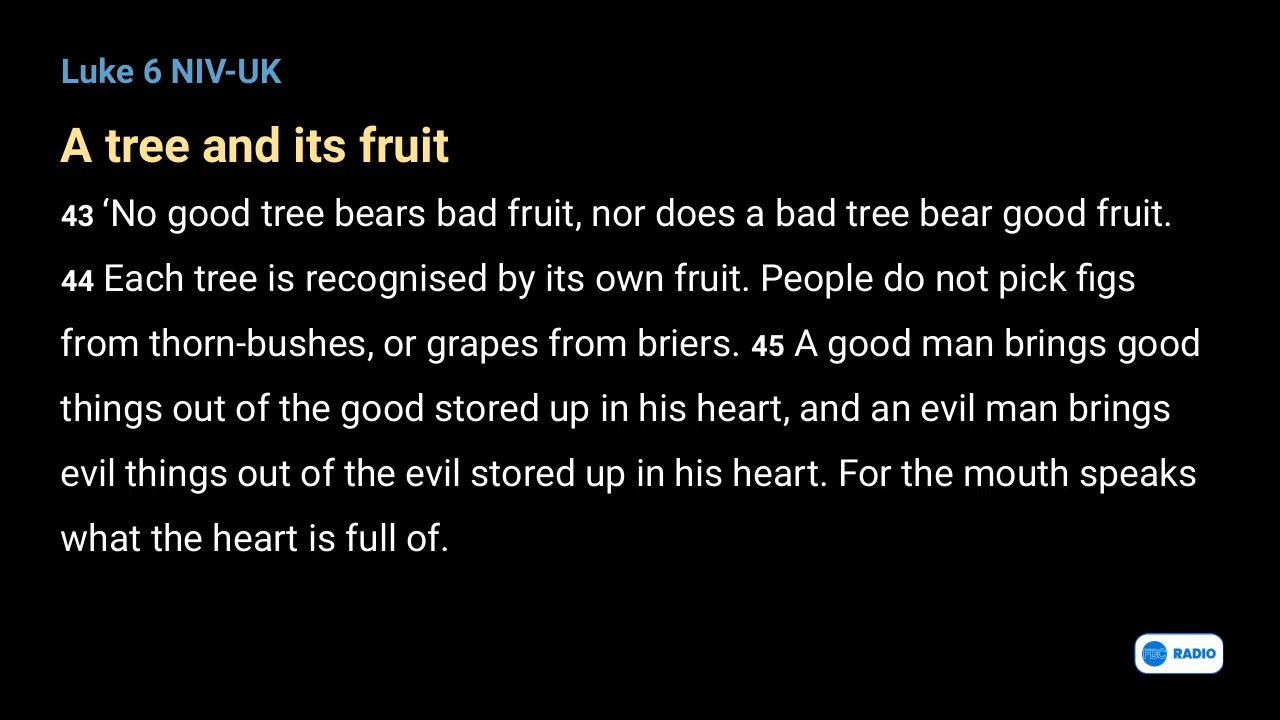 Luke 6 NIV-UK
A tree and its fruit
43 ‘No good tree bears bad fruit, nor does a bad tree bear good fruit.
44 Each tree is recognised by its own fruit. People do not pick figs
from thorn-bushes, or grapes from briers. 45 A good man brings good
things out of the good stored up in his heart, and an evil man brings
evil things out of the evil stored up in his heart. For the mouth speaks
what the heart is full of.
FBC RADIO